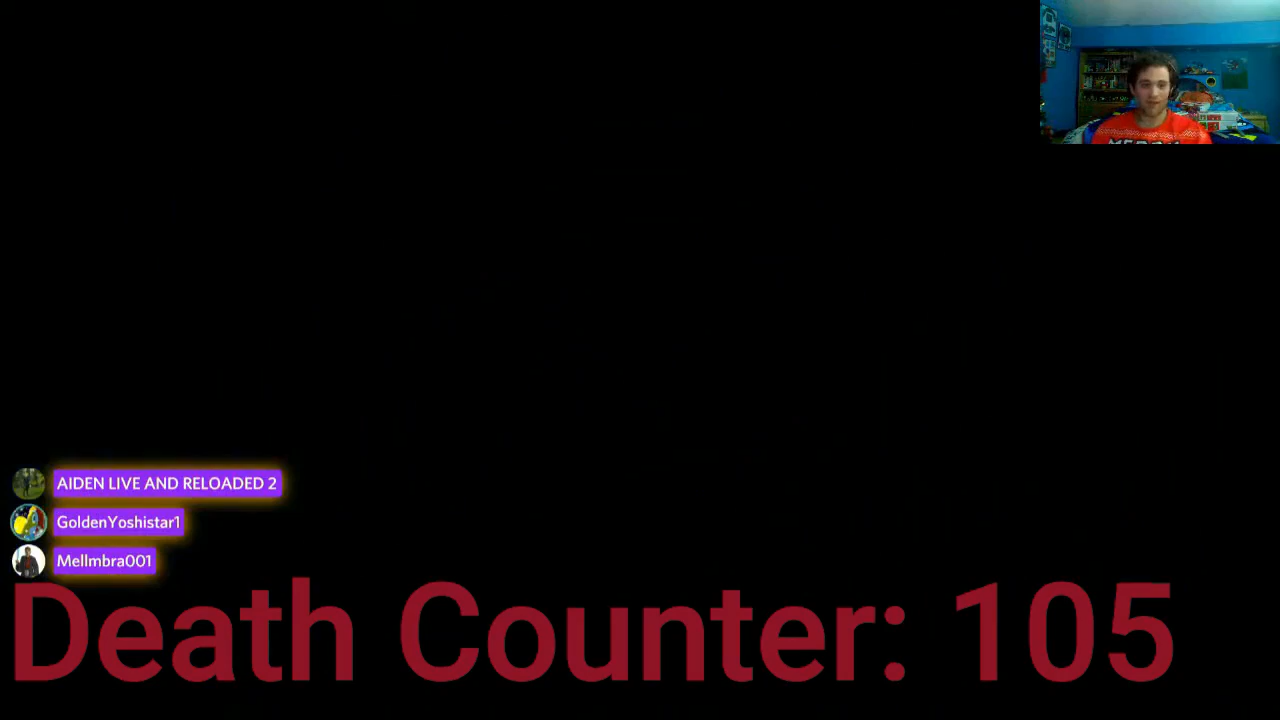 AIDEN LIVE AND RELOADED 2
GoldenYoshistar1
Mellmbra001
Death Counter: 105